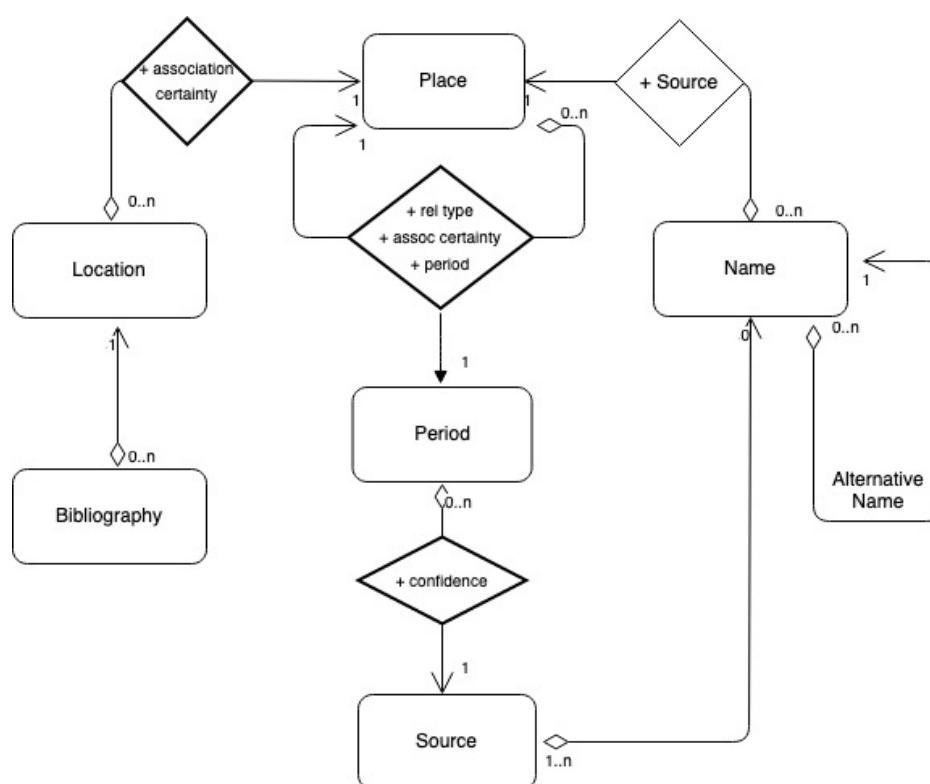 + association
certainty
Place
+ Source
1
1
1
0..n
0..n
0..n
+ rel type
+ assoc certainty
+ period
Location
Name
1
1
0
0..n
1
Period
0..n
Bibliography
0..n
Alternative
Name
+ confidence
1
Source
1..n